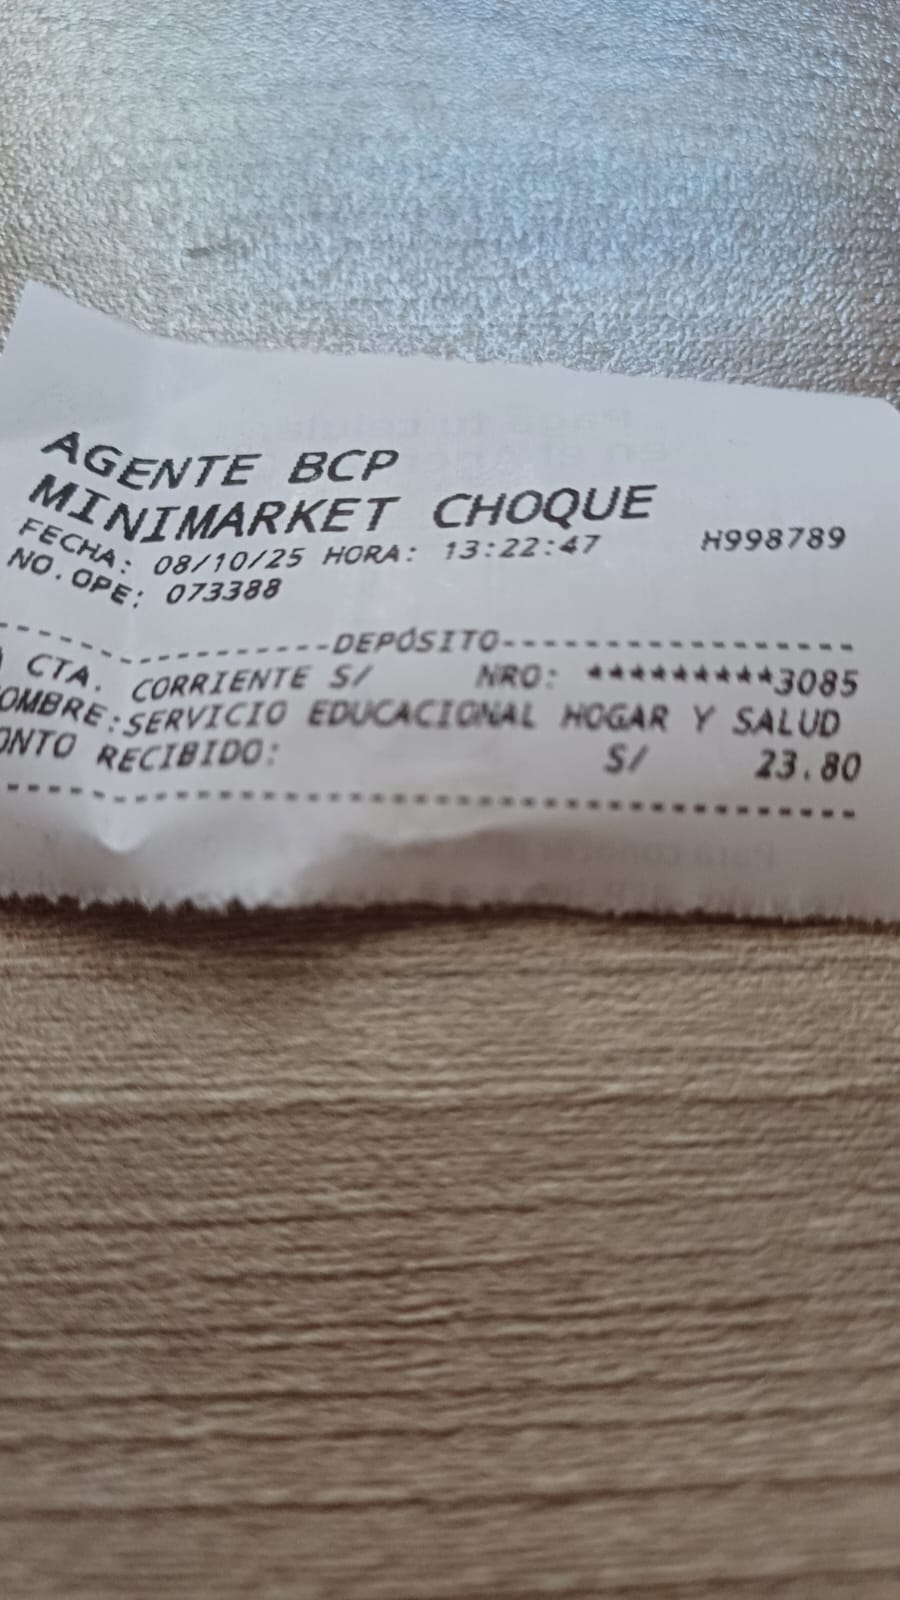 AGENTE BCP
MINIMARKET CHOQUE
FECHA: 08/10/25 HORA: 13:22:47 H998789
NO.OPE: 073388
----------------DEPÓSITO----------------
CTA. CORRIENTE S/ NRO: *********3085
OMBRE:SERVICIO EDUCACIONAL HOGAR Y SALUD
ONTO RECIBIDO: S/ 23.80